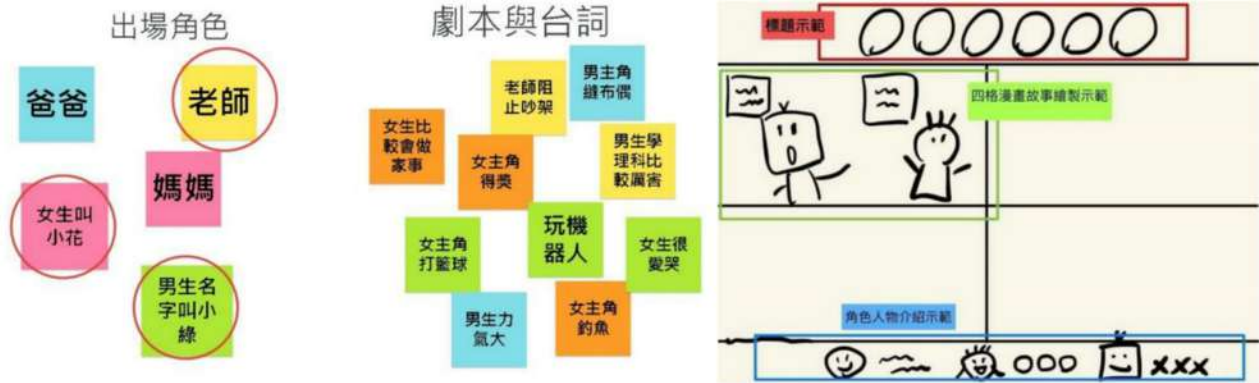 出場角色
爸爸
老師
媽媽
女生叫
小花
男生名
字叫小
綠
劇本與台詞
男主角
縫布偶
老師阻
止吵架
女生比
較會做
家事
女主角
得獎
男生學
理科比
較厲害
女主角
打籃球
玩機
器人
女生很
愛哭
男生力
氣大
女主角
釣魚
標題示範
四格漫畫故事繪製示範
角色人物介紹示範
OOO
XXX